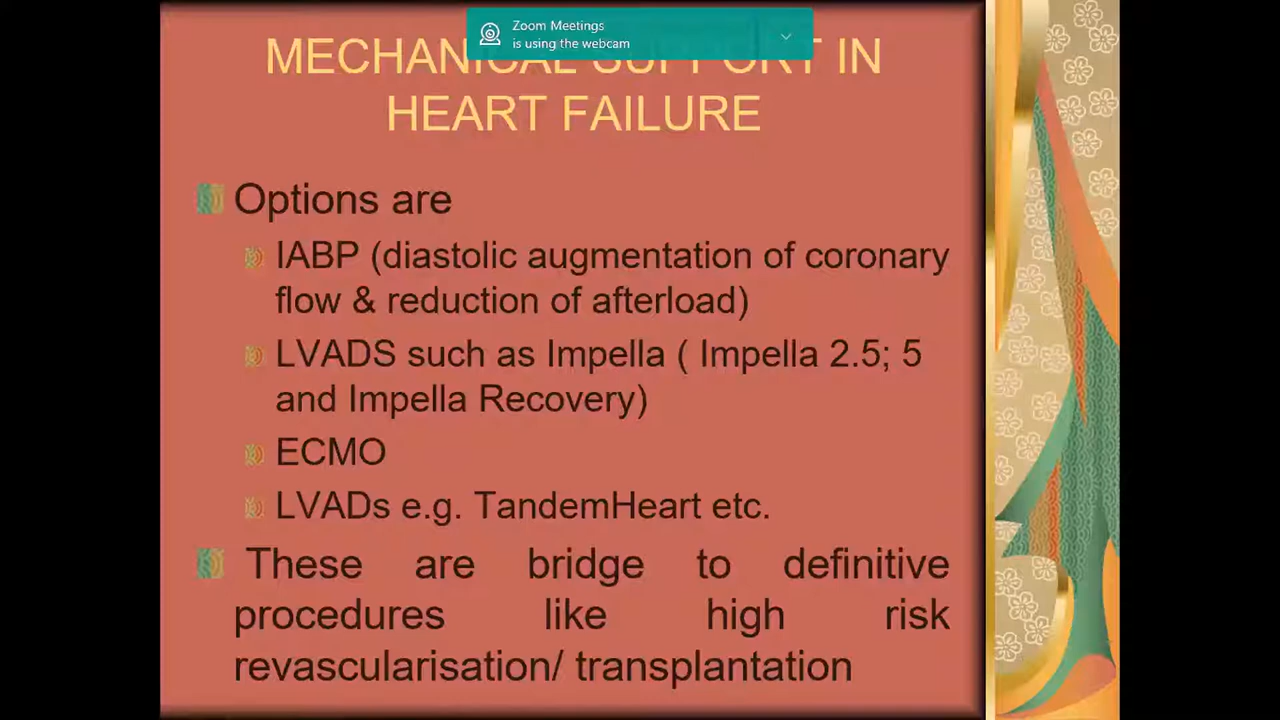 Zoom Meetings
is using the webcam
MECHANICAL SUPPORT IN
HEART FAILURE
Options are
IABP (diastolic augmentation of coronary
flow & reduction of afterload)
LVADS such as Impella ( Impella 2.5; 5
and Impella Recovery)
ECMO
LVADs e.g. TandemHeart etc.
These are bridge to definitive
procedures like high risk
revascularisation/ transplantation